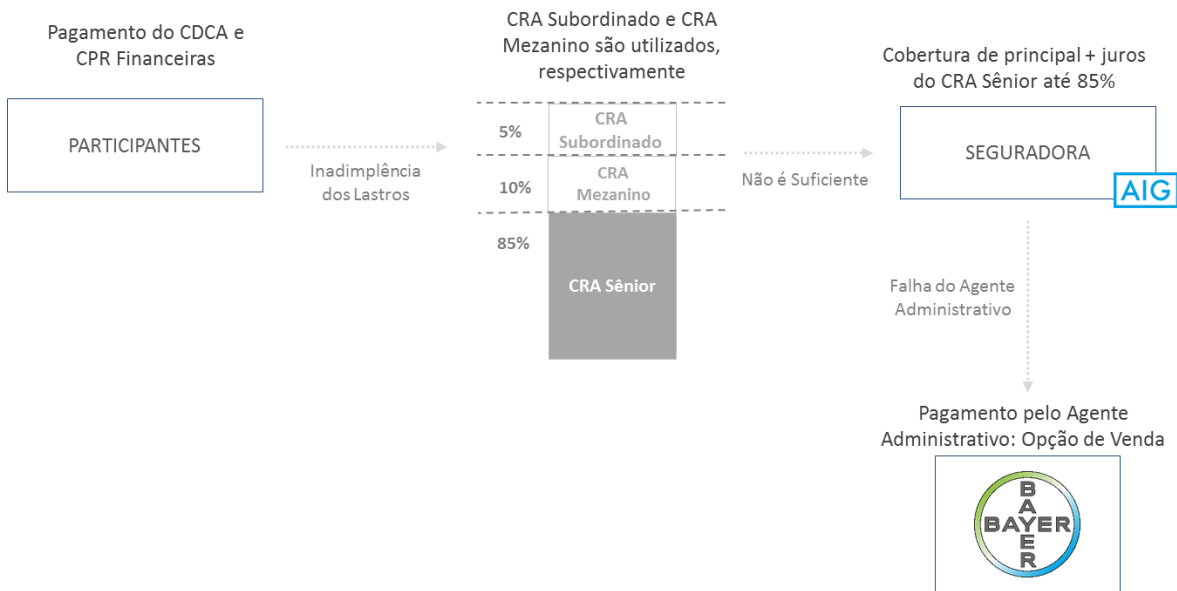 Pagamento do CDCA e
CPR Financeiras
PARTICIPANTES
Inadimplência
dos Lastros
CRA Subordinado e CRA
Mezanino são utilizados,
respectivamente
5%
CRA
Subordinado
10%
CRA
Mezanino
85%
CRA Sênior
Não é Suficiente
Cobertura de principal + juros
do CRA Sênior até 85%
SEGURADORA
AIG
Falha do Agente
Administrativo
Pagamento pelo Agente
Administrativo: Opção de Venda
BAYER
BAYER